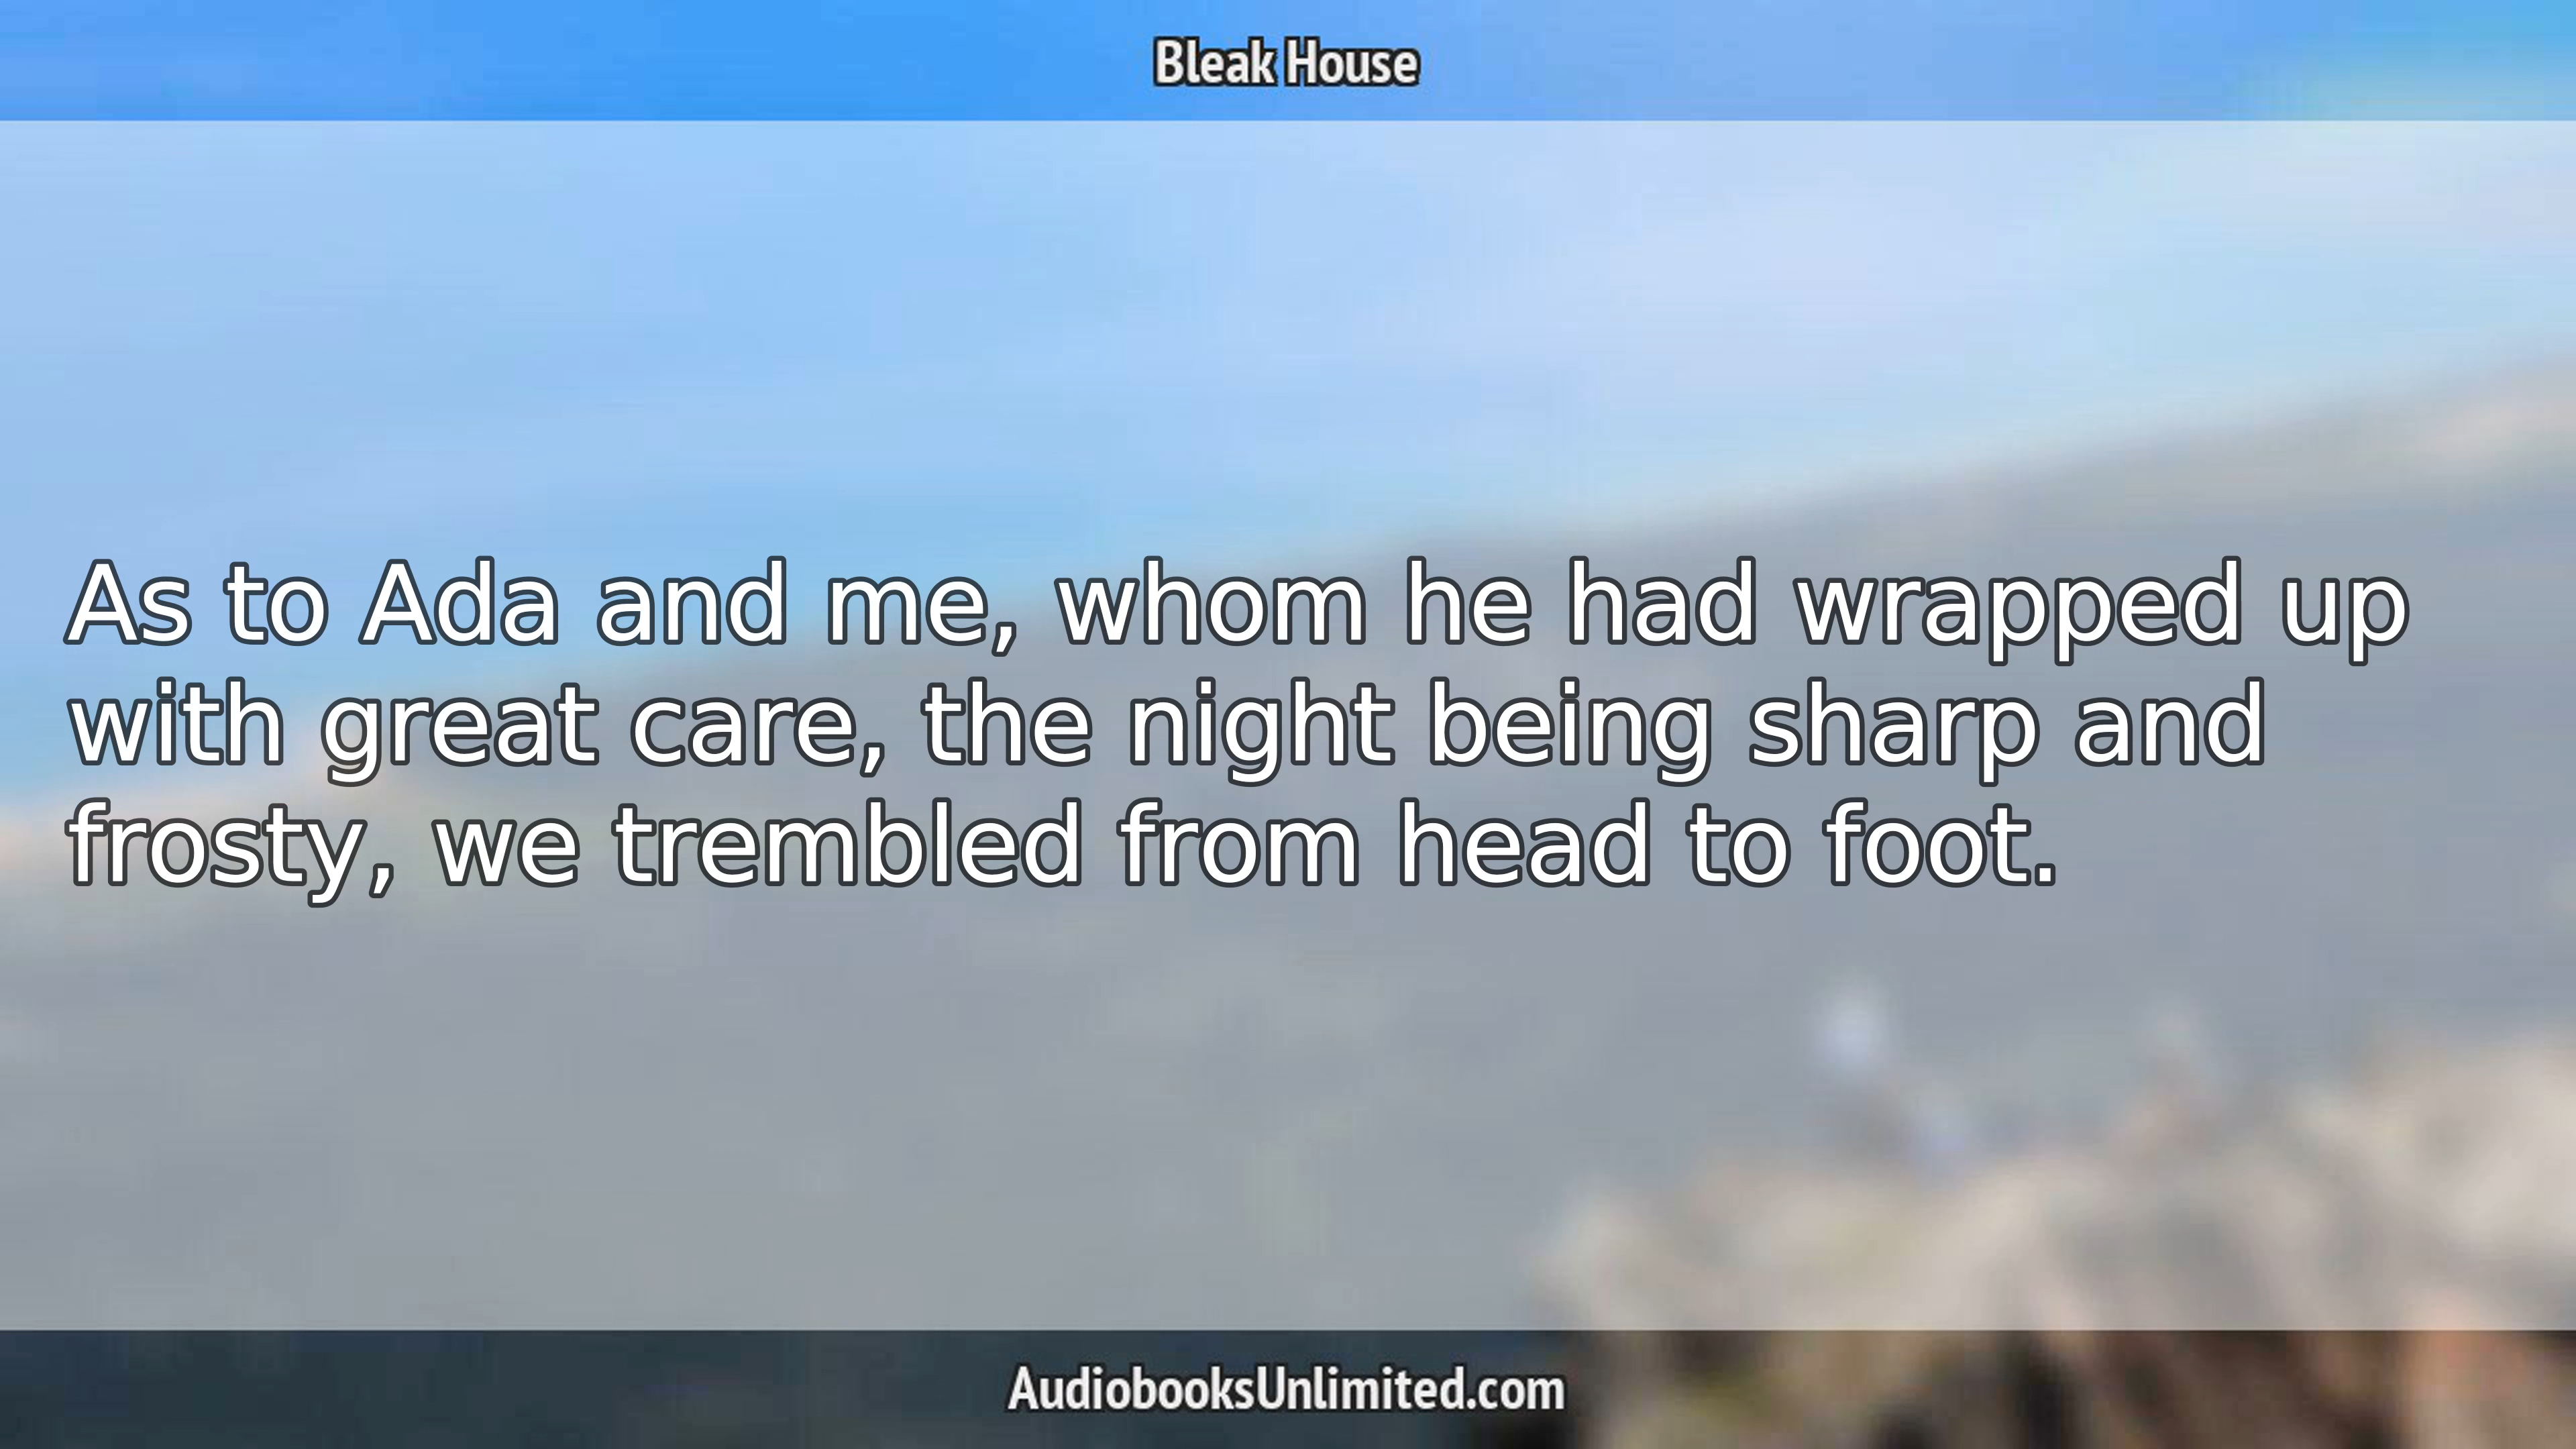 Bleak House
As to Ada and me, whom he had wrapped up
with great care, the night being sharp and
frosty, we trembled from head to foot.
AudiobooksUnlimited.com